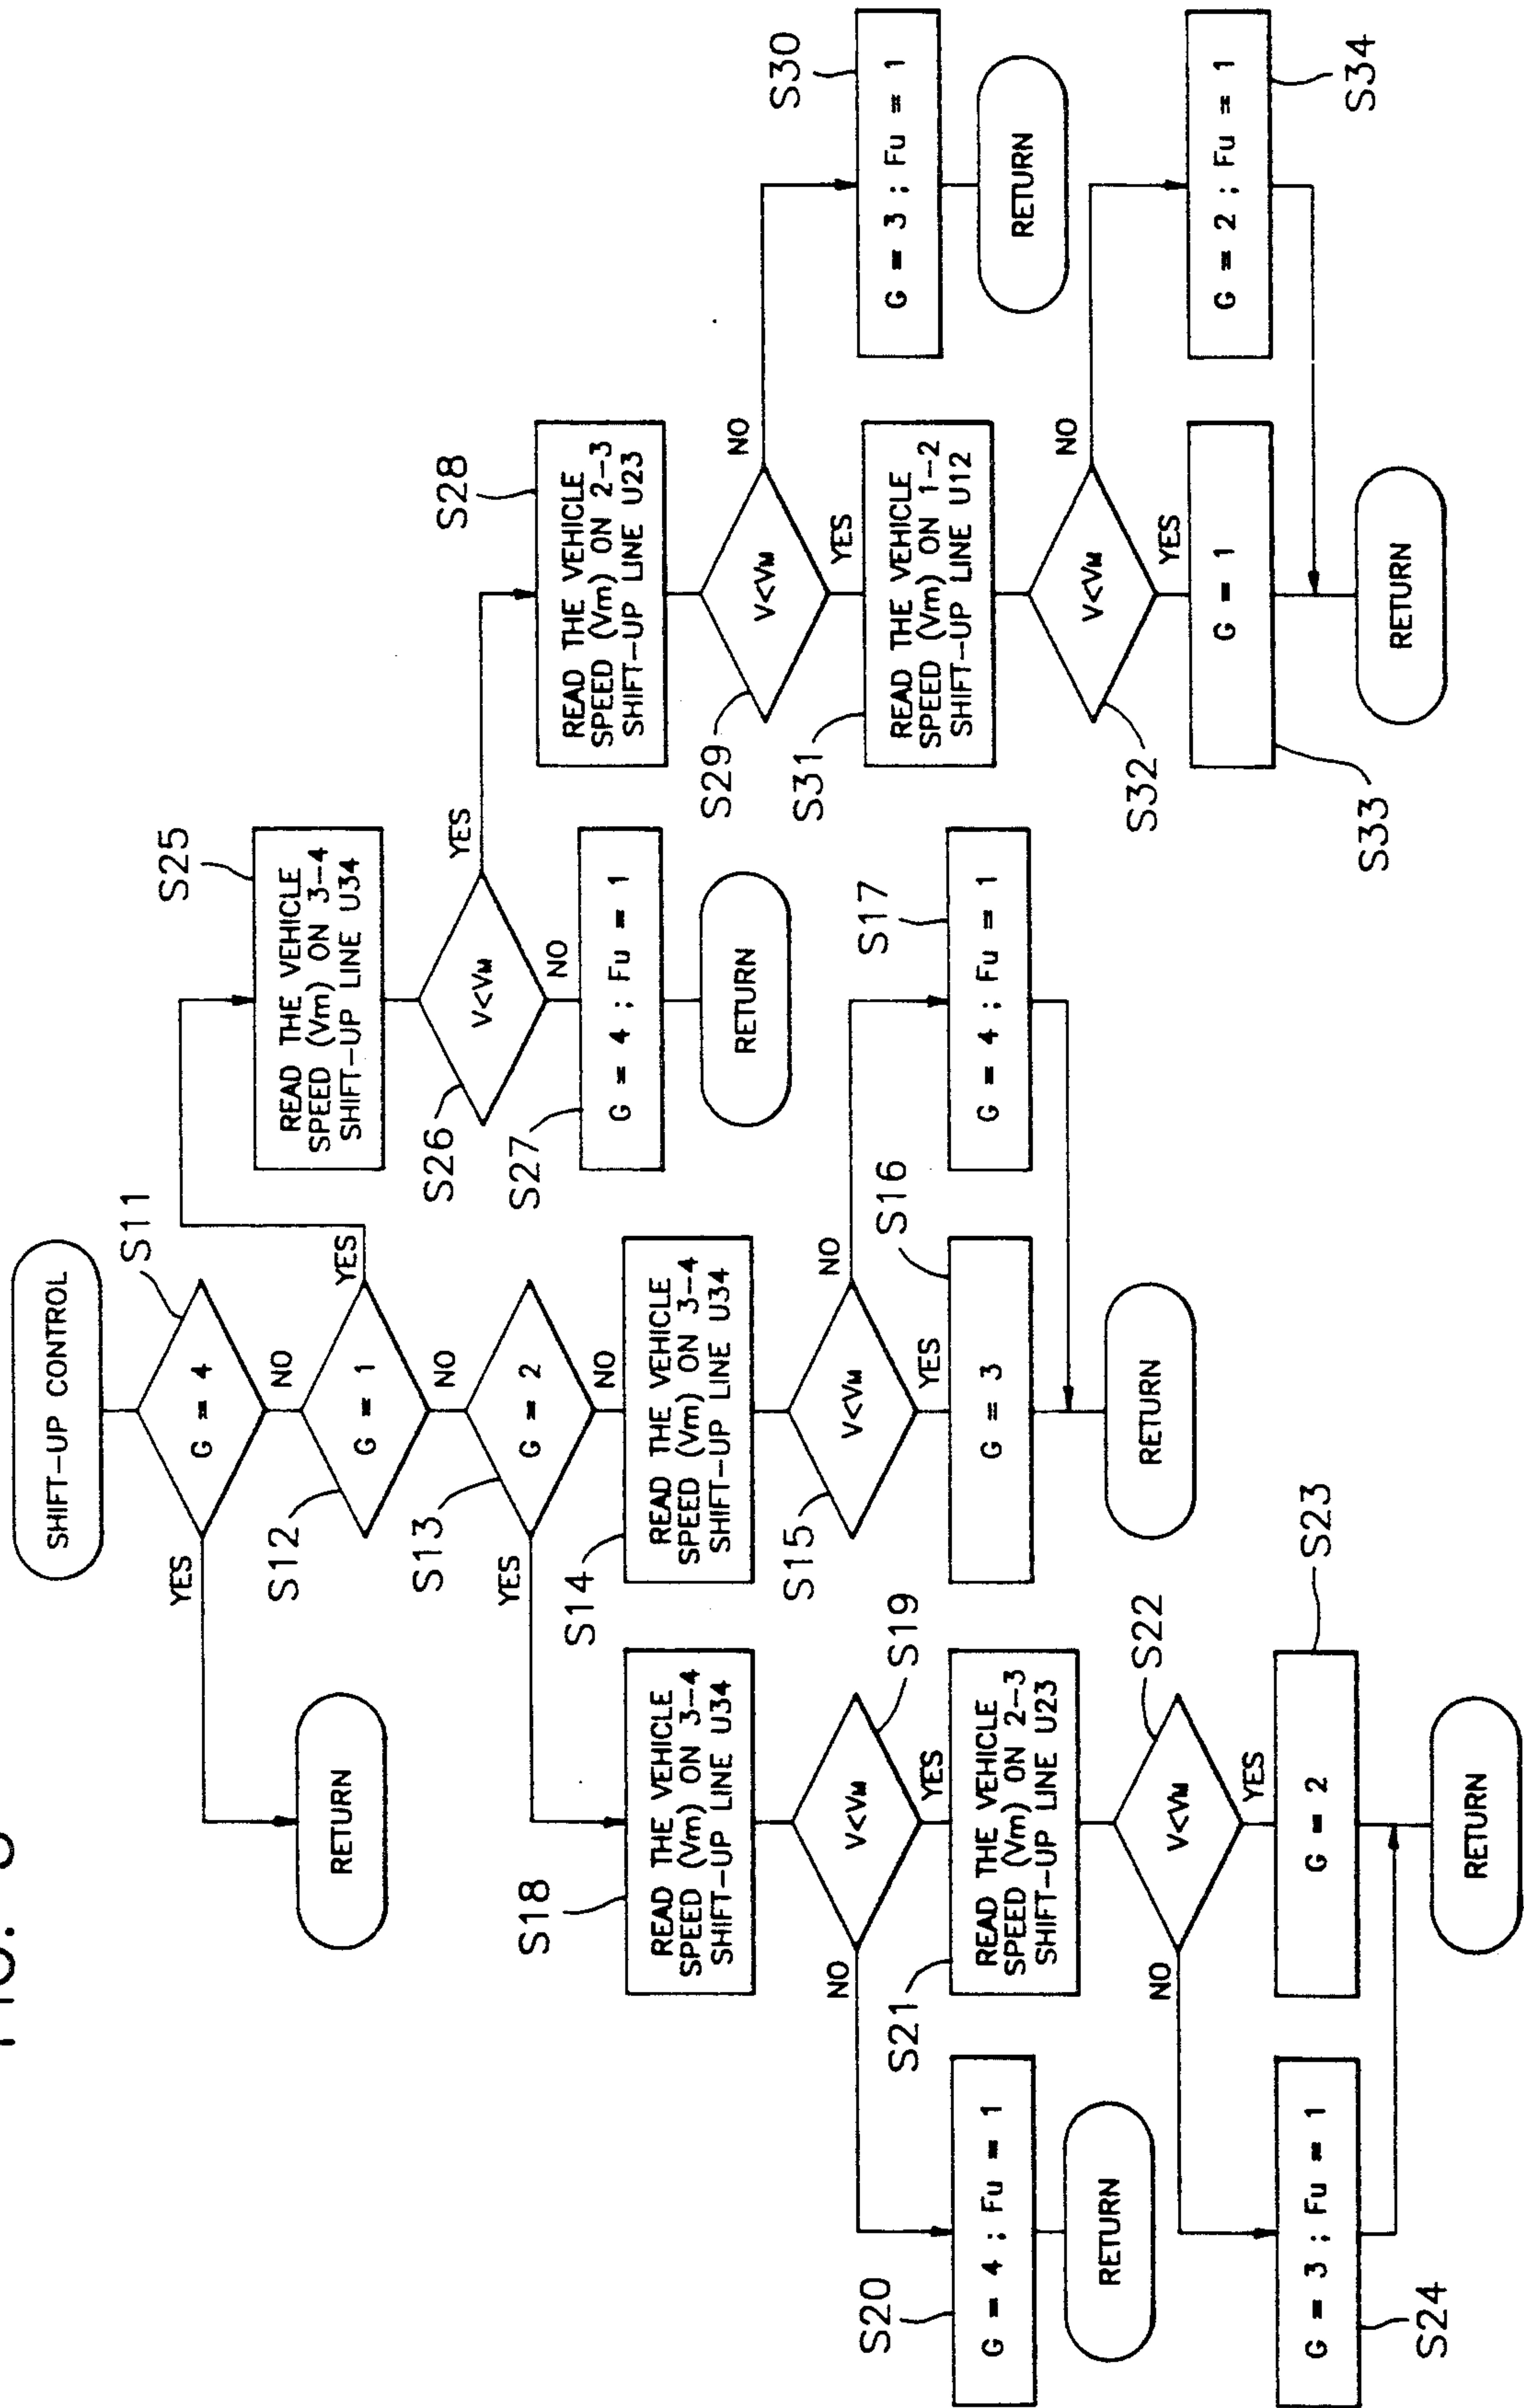 SHIFT-UP CONTROL
S11
G = 4
YES
NO
RETURN
S12
G = 1
YES
NO
S13
G = 2
YES
NO
S14
READ THE VEHICLE
SPEED (Vm) ON 3-4
SHIFT-UP LINE U34
S15
V<VM
NO
YES
S16
G = 3
S17
G = 4 ; Fu = 1
RETURN
S18
READ THE VEHICLE
SPEED (Vm) ON 3-4
SHIFT-UP LINE U34
S19
V<VM
NO
YES
S20
G = 4 ; Fu = 1
RETURN
S21
READ THE VEHICLE
SPEED (Vm) ON 2-3
SHIFT-UP LINE U23
S22
V<VM
NO
YES
S23
G = 2
S24
G = 3 ; Fu = 1
RETURN
S25
READ THE VEHICLE
SPEED (Vm) ON 3-4
SHIFT-UP LINE U34
S26
V<VM
YES
NO
S27
G = 4 ; Fu = 1
RETURN
S28
READ THE VEHICLE
SPEED (Vm) ON 2-3
SHIFT-UP LINE U23
S29
V<VM
NO
YES
S30
G = 3 ; Fu = 1
RETURN
S31
READ THE VEHICLE
SPEED (Vm) ON 1-2
SHIFT-UP LINE U12
S32
V<VM
NO
YES
S33
G = 1
S34
G = 2 ; Fu = 1
RETURN